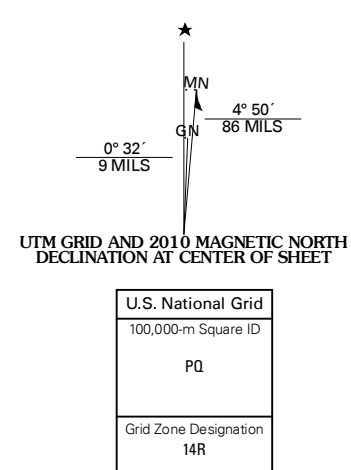 ★
MN
GN
4° 50´
86 MILS
0° 32´
9 MILS
UTM GRID AND 2010 MAGNETIC NORTH
DECLINATION AT CENTER OF SHEET
U.S. National Grid
100,000-m Square ID
PQ
Grid Zone Designation
14R